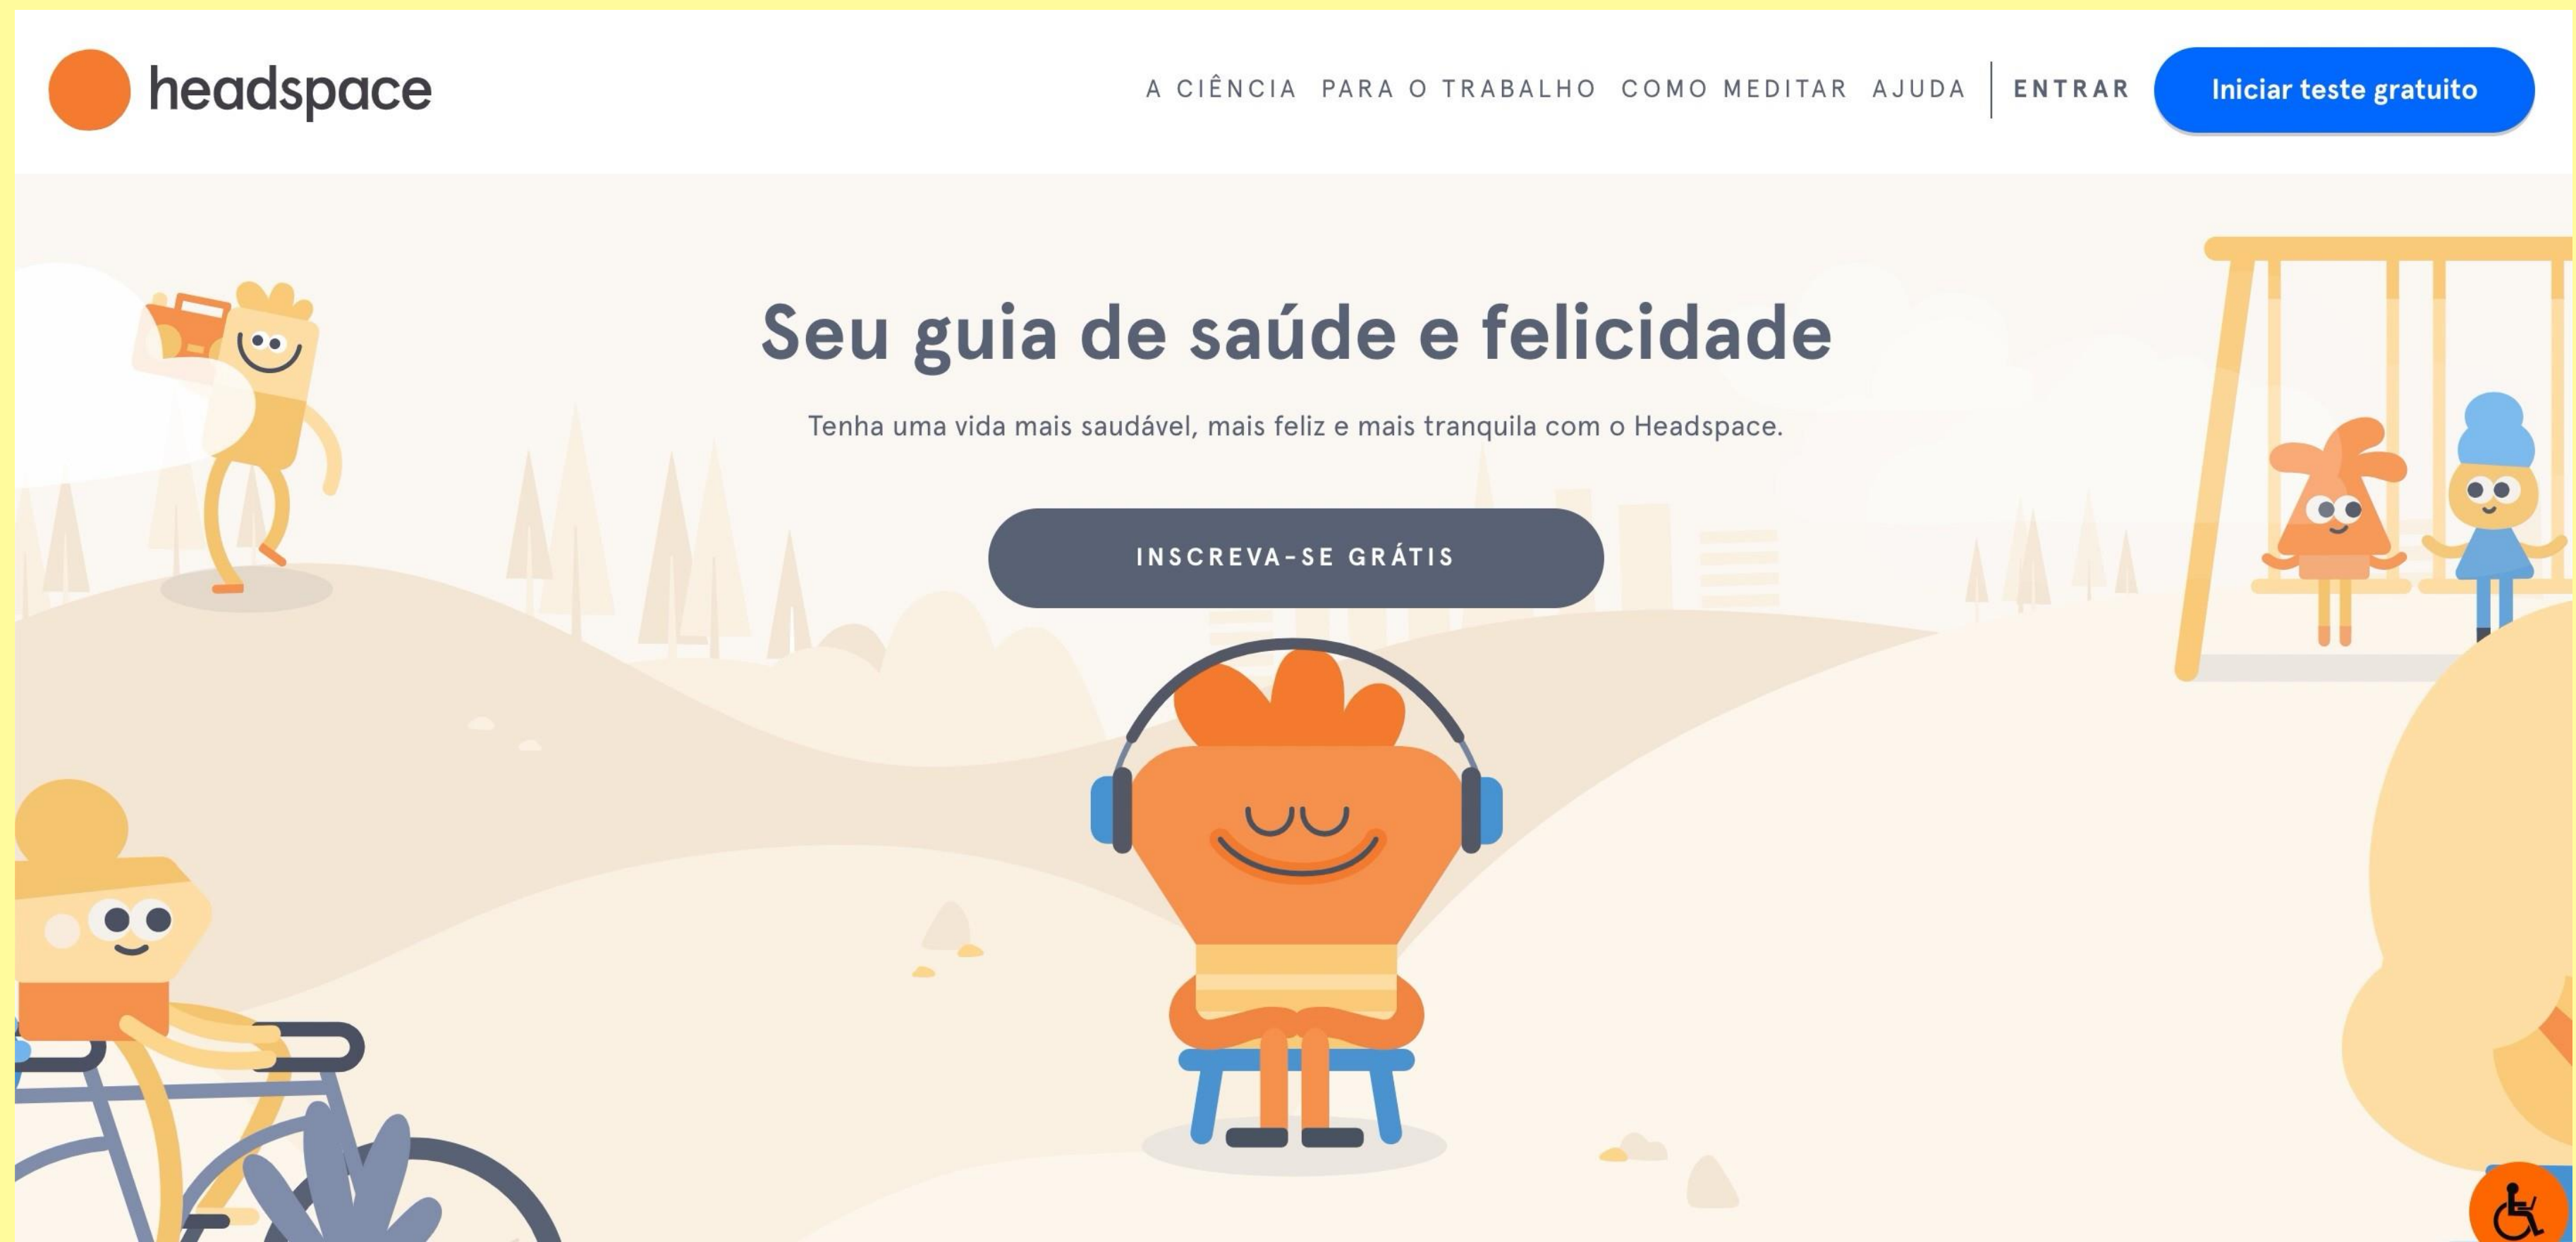 headspace
A CIÊNCIA PARA O TRABALHO COMO MEDITAR AJUDA ENTRAR Iniciar teste gratuito
Seu guia de saúde e felicidade
Tenha uma vida mais saudável, mais feliz e mais tranquila com o Headspace.
INSCREVA-SE GRÁTIS